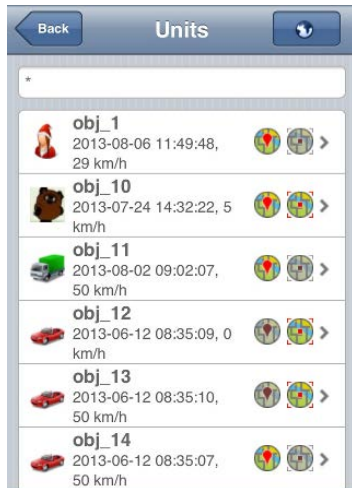 Back
Units
*
obj_1
2013-08-06 11:49:48,
29 km/h
obj_10
2013-07-24 14:32:22, 5
km/h
obj_11
2013-08-02 09:02:07,
50 km/h
obj_12
2013-06-12 08:35:09, 0
km/h
obj_13
2013-06-12 08:35:10,
50 km/h
obj_14
2013-06-12 08:35:07,
50 km/h